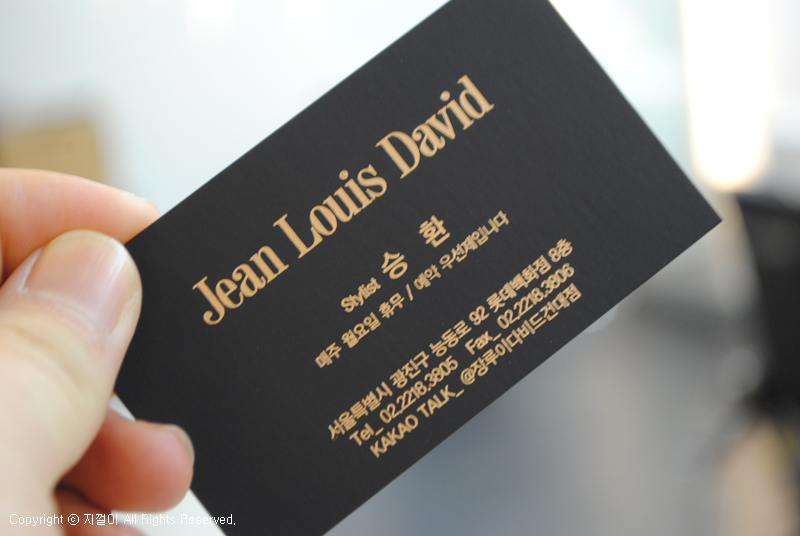 Jean Louis David
Stylist 승 환
매주 월요일 휴무 / 예약 우선제입니다
서울특별시 광진구 능동로 92 롯데백화점 8층
Tel_ 02.2218.3805 Fax_ 02.2218.3806
KAKAO TALK_ @장루이다비드건대점
Copyright ⓒ 지껄이 All Rights Reserved.